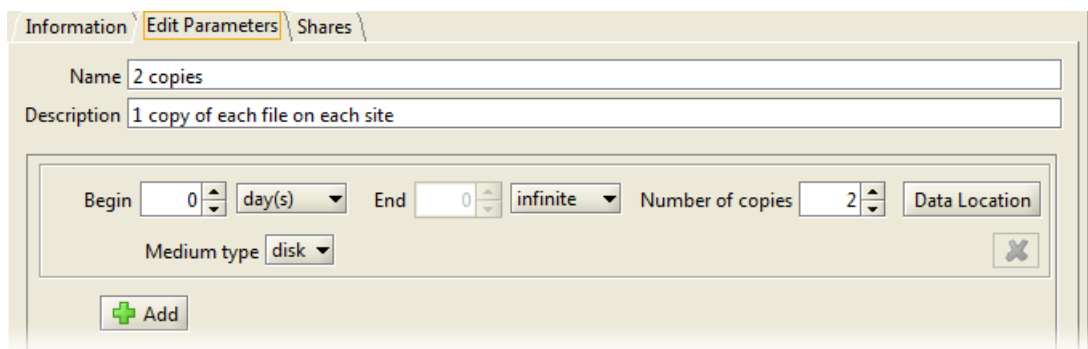 Information Edit Parameters Shares
Name 2 copies
Description 1 copy of each file on each site
Begin 0 day(s) End 0 infinite Number of copies 2 Data Location
Medium type disk
Add